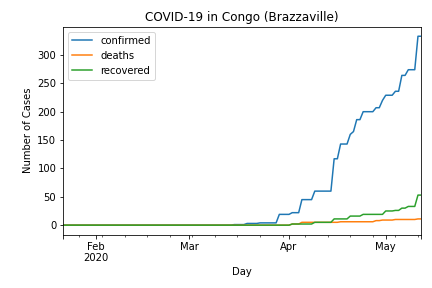 COVID-19 in Congo (Brazzaville)
confirmed
deaths
recovered
Number of Cases
300
250
200
150
100
50
0
Feb
2020
Mar
Apr
May
Day